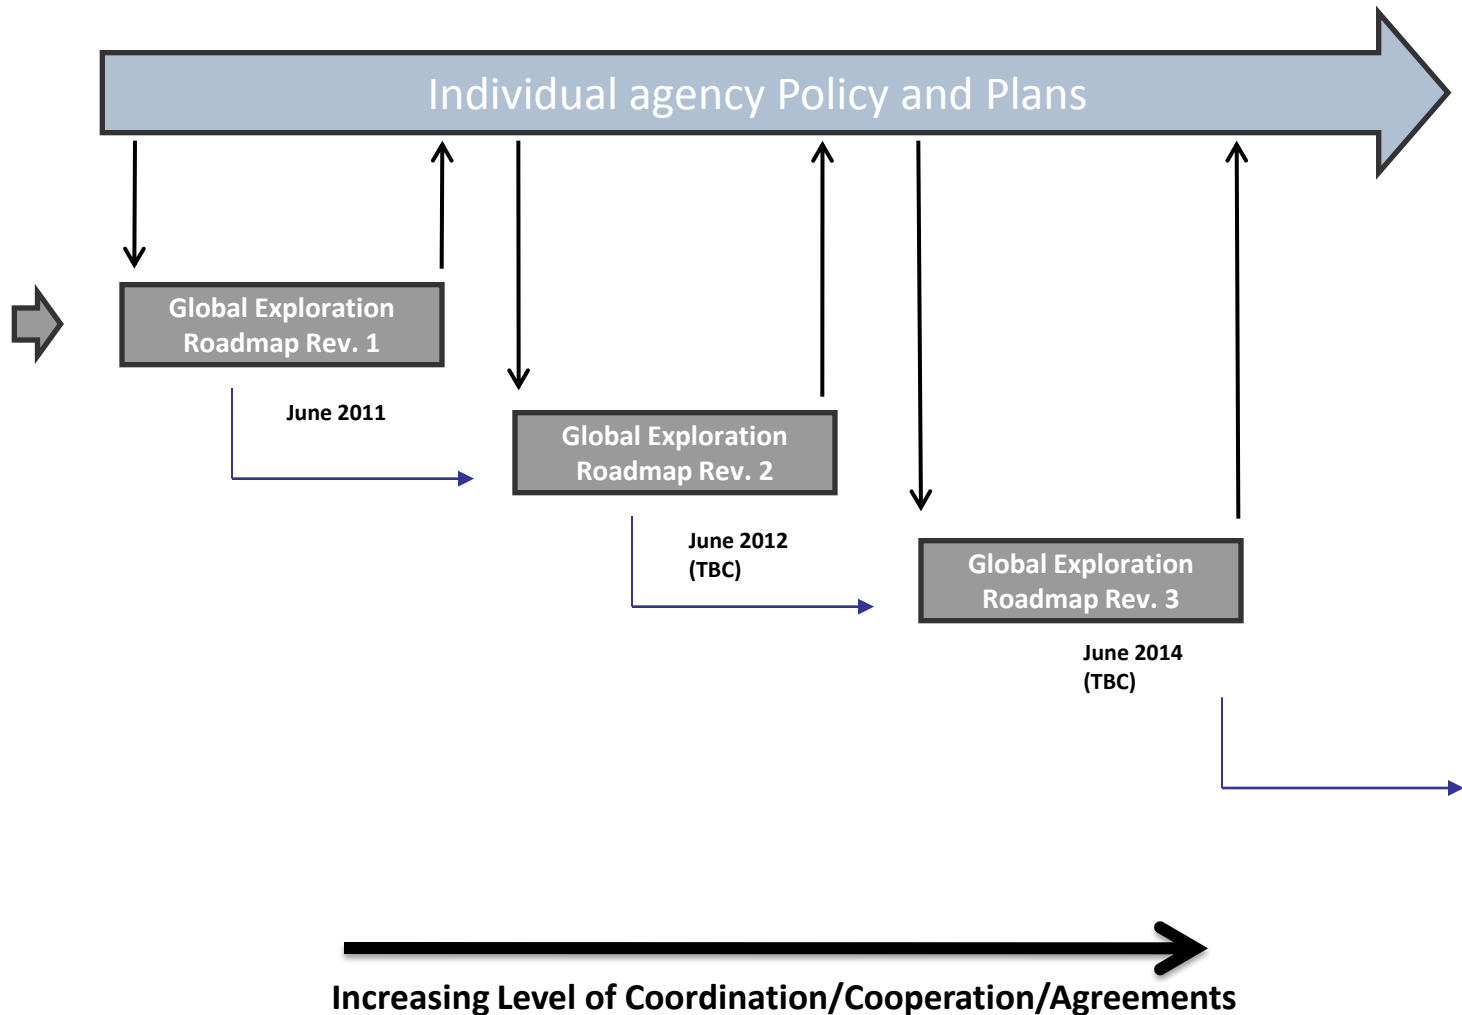 Individual agency Policy and Plans
Global Exploration
Roadmap Rev. 1
June 2011
Global Exploration
Roadmap Rev. 2
June 2012
(TBC)
Global Exploration
Roadmap Rev. 3
June 2014
(TBC)
Increasing Level of Coordination/Cooperation/Agreements